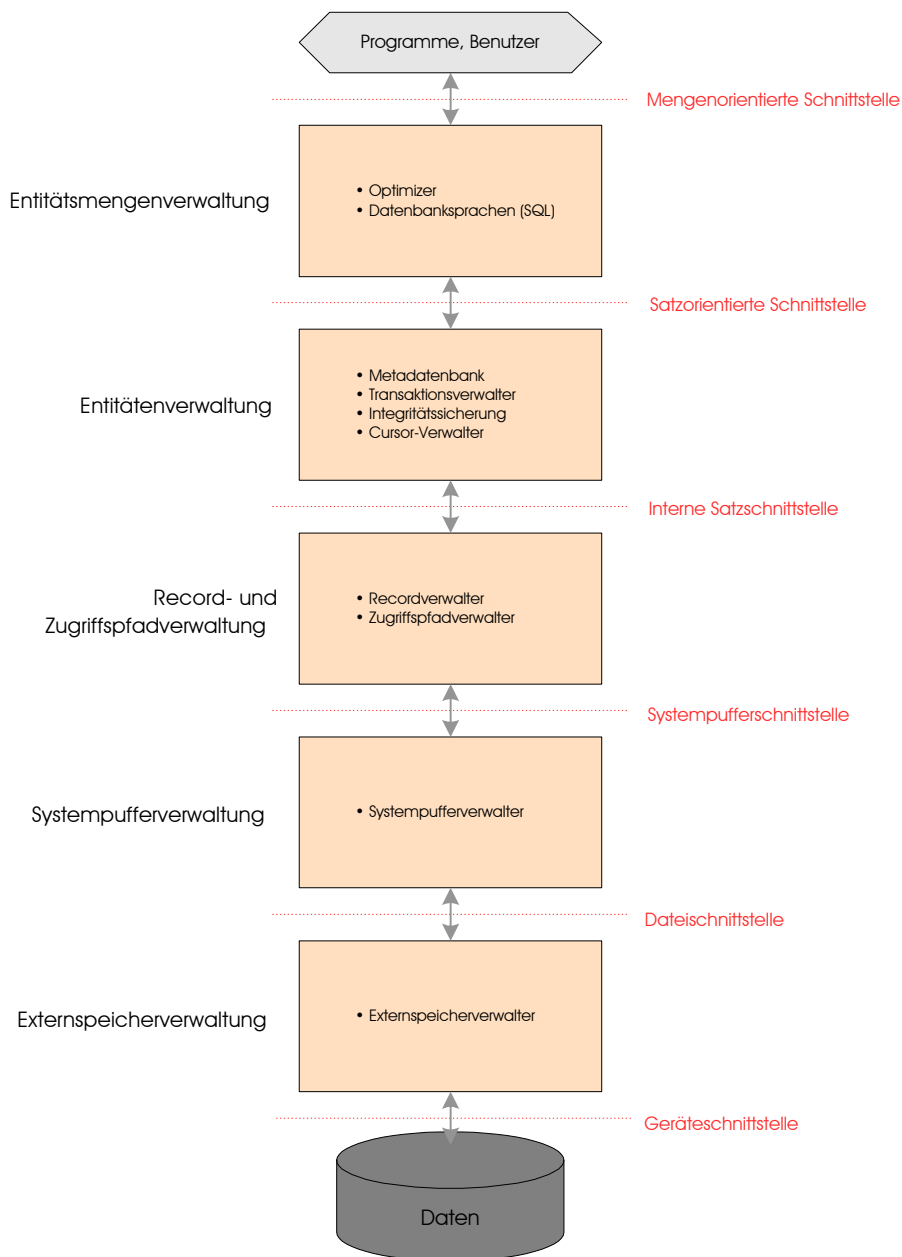 Programme, Benutzer
Mengenorientierte Schnittstelle
Entitätsmengenverwaltung
• Optimizer
• Datenbanksprachen (SQL)
Satzorientierte Schnittstelle
Entitätenverwaltung
• Metadatenbank
• Transaktionsverwalter
• Integritätssicherung
• Cursor-Verwalter
Interne Satzschnittstelle
Record- und
Zugriffspfadverwaltung
• Recordverwalter
• Zugriffspfadverwalter
Systempufferschnittstelle
Systempufferverwaltung
• Systempufferverwalter
Dateischnittstelle
Externspeicherverwaltung
• Externspeicherverwalter
Geräteschnittstelle
Daten